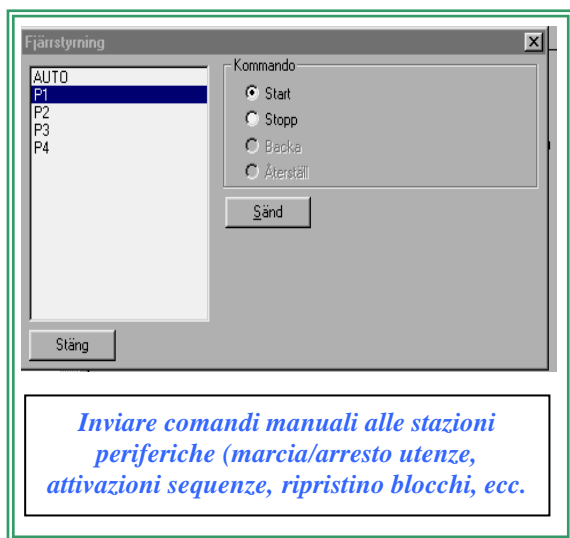 Fjärrstyrning
AUTO
P1
P2
P3
P4
Kommando
Start
Stopp
Backa
Återställ
Sänd
Stäng
Inviare comandi manuali alle stazioni
periferiche (marcia/arresto utenze,
attivazioni sequenze, ripristino blocchi, ecc.